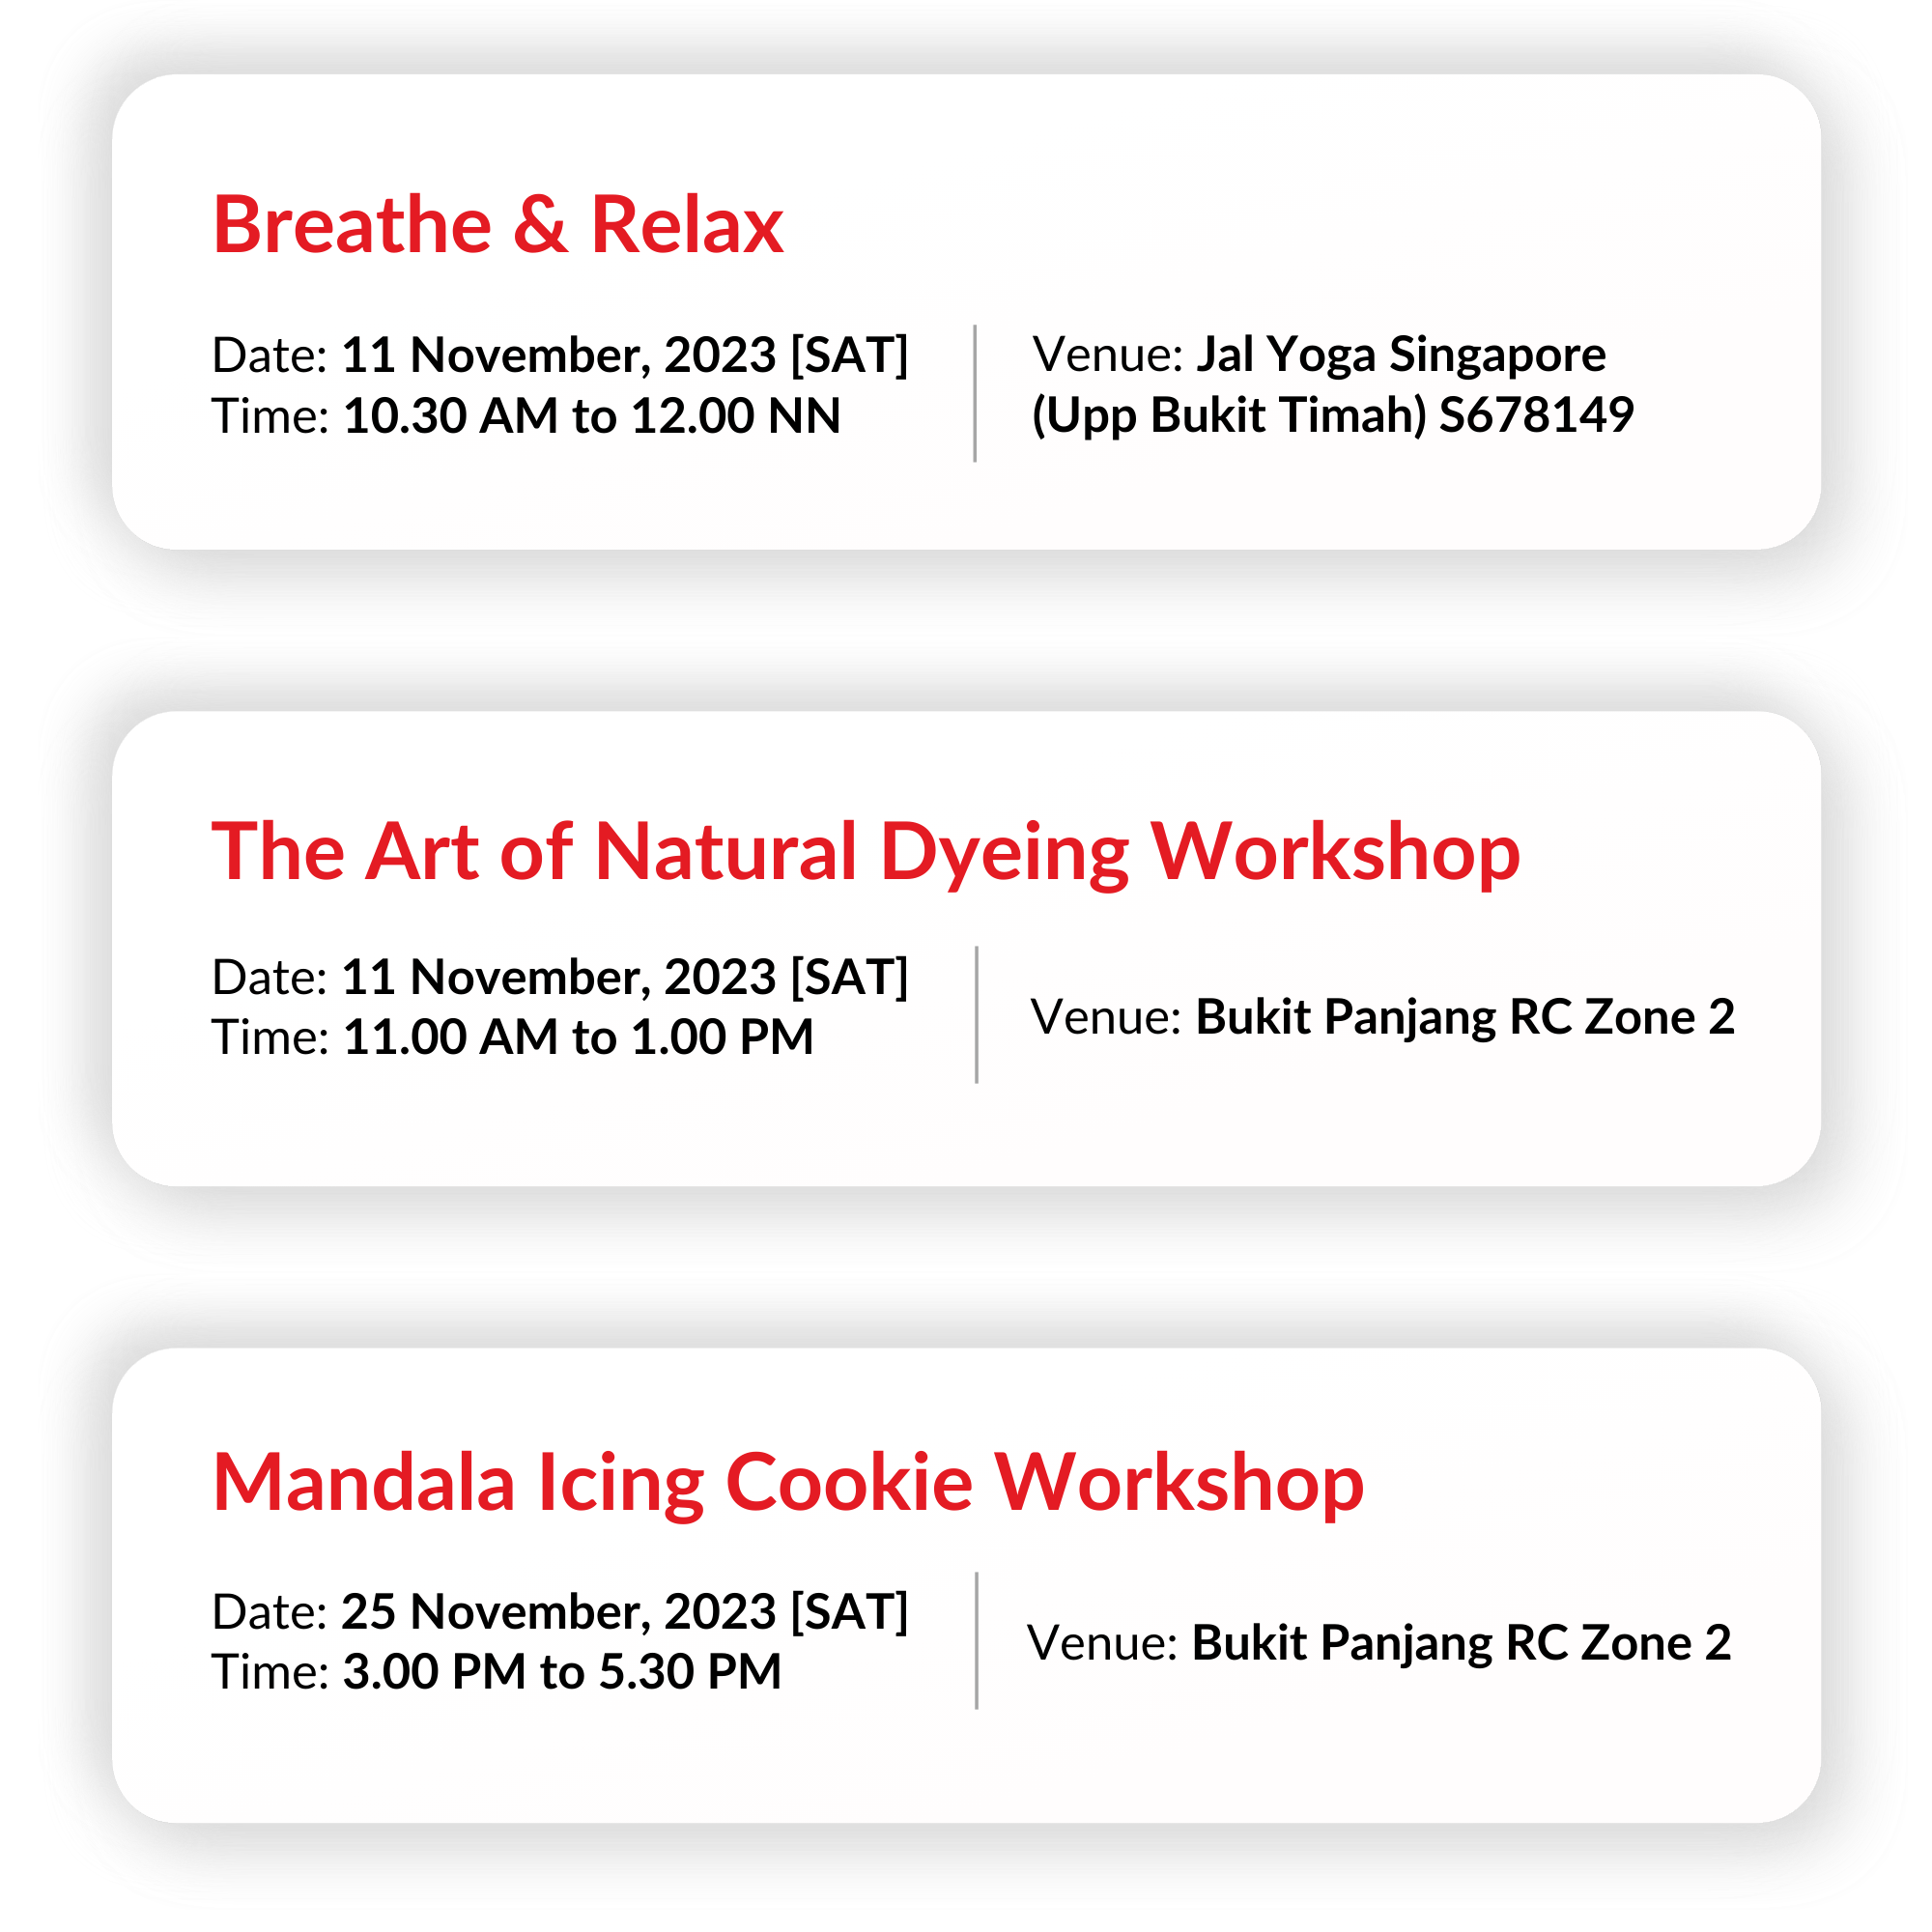 Breathe & Relax
Date: 11 November, 2023 [SAT]
Time: 10.30 AM to 12.00 NN
Venue: Jal Yoga Singapore
(Upp Bukit Timah) S678149
The Art of Natural Dyeing Workshop
Date: 11 November, 2023 [SAT]
Time: 11.00 AM to 1.00 PM
Venue: Bukit Panjang RC Zone 2
Mandala Icing Cookie Workshop
Date: 25 November, 2023 [SAT]
Time: 3.00 PM to 5.30 PM
Venue: Bukit Panjang RC Zone 2